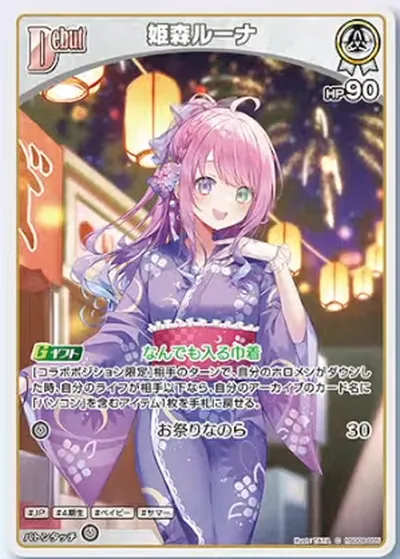 Debut
姫森ルーナ
HP90
Gギフト なんでも入る巾着
[コラボポジション限定]相手のターンで、自分のホロメンがダウン
した時、自分のライフが相手以下なら、自分のアーカイブのカード名に
「パソコン」を含むアイテム1枚を手札に戻せる。
お祭りなのら 30
#JP #4期生 #ベイビー #サマー
バトンタッチ